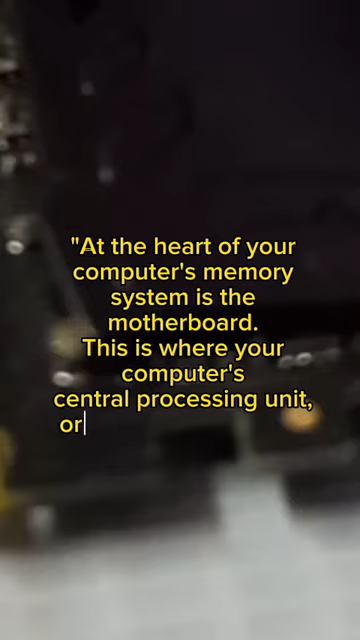 "At the heart of your
computer's memory
system is the
motherboard.
This is where your
computer's
central processing unit,
or